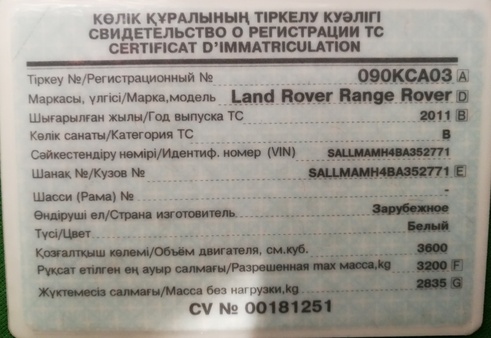 КӨЛІК ҚҰРАЛЫНЫҢ ТІРКЕЛУ КУӘЛІГІ
СВИДЕТЕЛЬСТВО О РЕГИСТРАЦИИ ТС
CERTIFICAT D'IMMATRICULATION
Тіркеу №/Регистрационный № 090KCA03 A
Маркасы, үлгісі/Марка,модель Land Rover Range Rover D
Шығарылған жылы/Год выпуска ТС 2011 B
Көлік санаты/Категория ТС B
Сәйкестендіру нөмірі/Идентиф. номер (VIN) SALLMAMH4BA352771
Шанақ №/Кузов № SALLMAMH4BA352771 E
Шасси (Рама) № -
Өндіруші ел/Страна изготовитель Зарубежное
Түсі/Цвет Белый
Қозғалтқыш көлемі/Объём двигателя, см.куб. 3600
Рұқсат етілген ең ауыр салмағы/Разрешенная max масса,kg 3200 F
Жүктемесіз салмағы/Масса без нагрузки,kg 2835 G
CV № 00181251